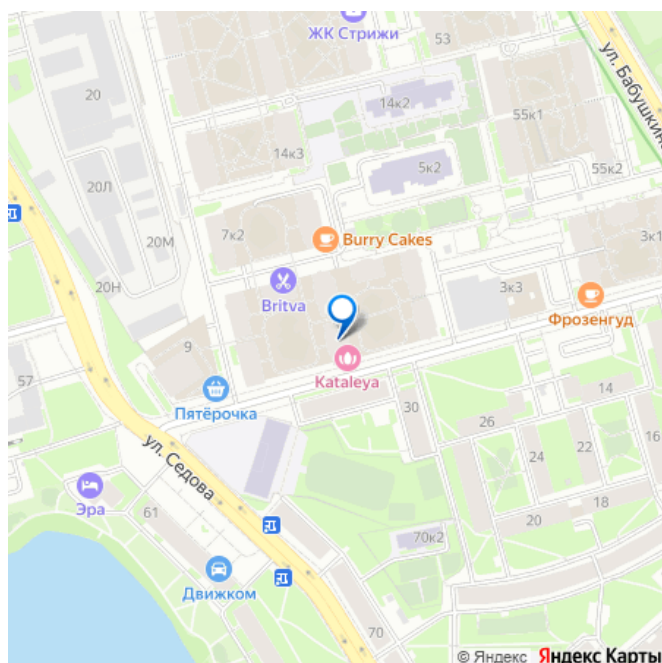 ЖК Стрижи
53
20
14к2
ул. Бабушкина
55к1
14к3
5к2
55к2
20Л
7к2
20М
Burry Cakes
3к1
20Н
Britva
3к3
Фрозенгуд
9
57
Kataleya
Пятёрочка
30
14
26
ул. Седова
24
22
16
Эра
61
18
20
70к2
Движком
70
© Яндекс Яндекс Карты